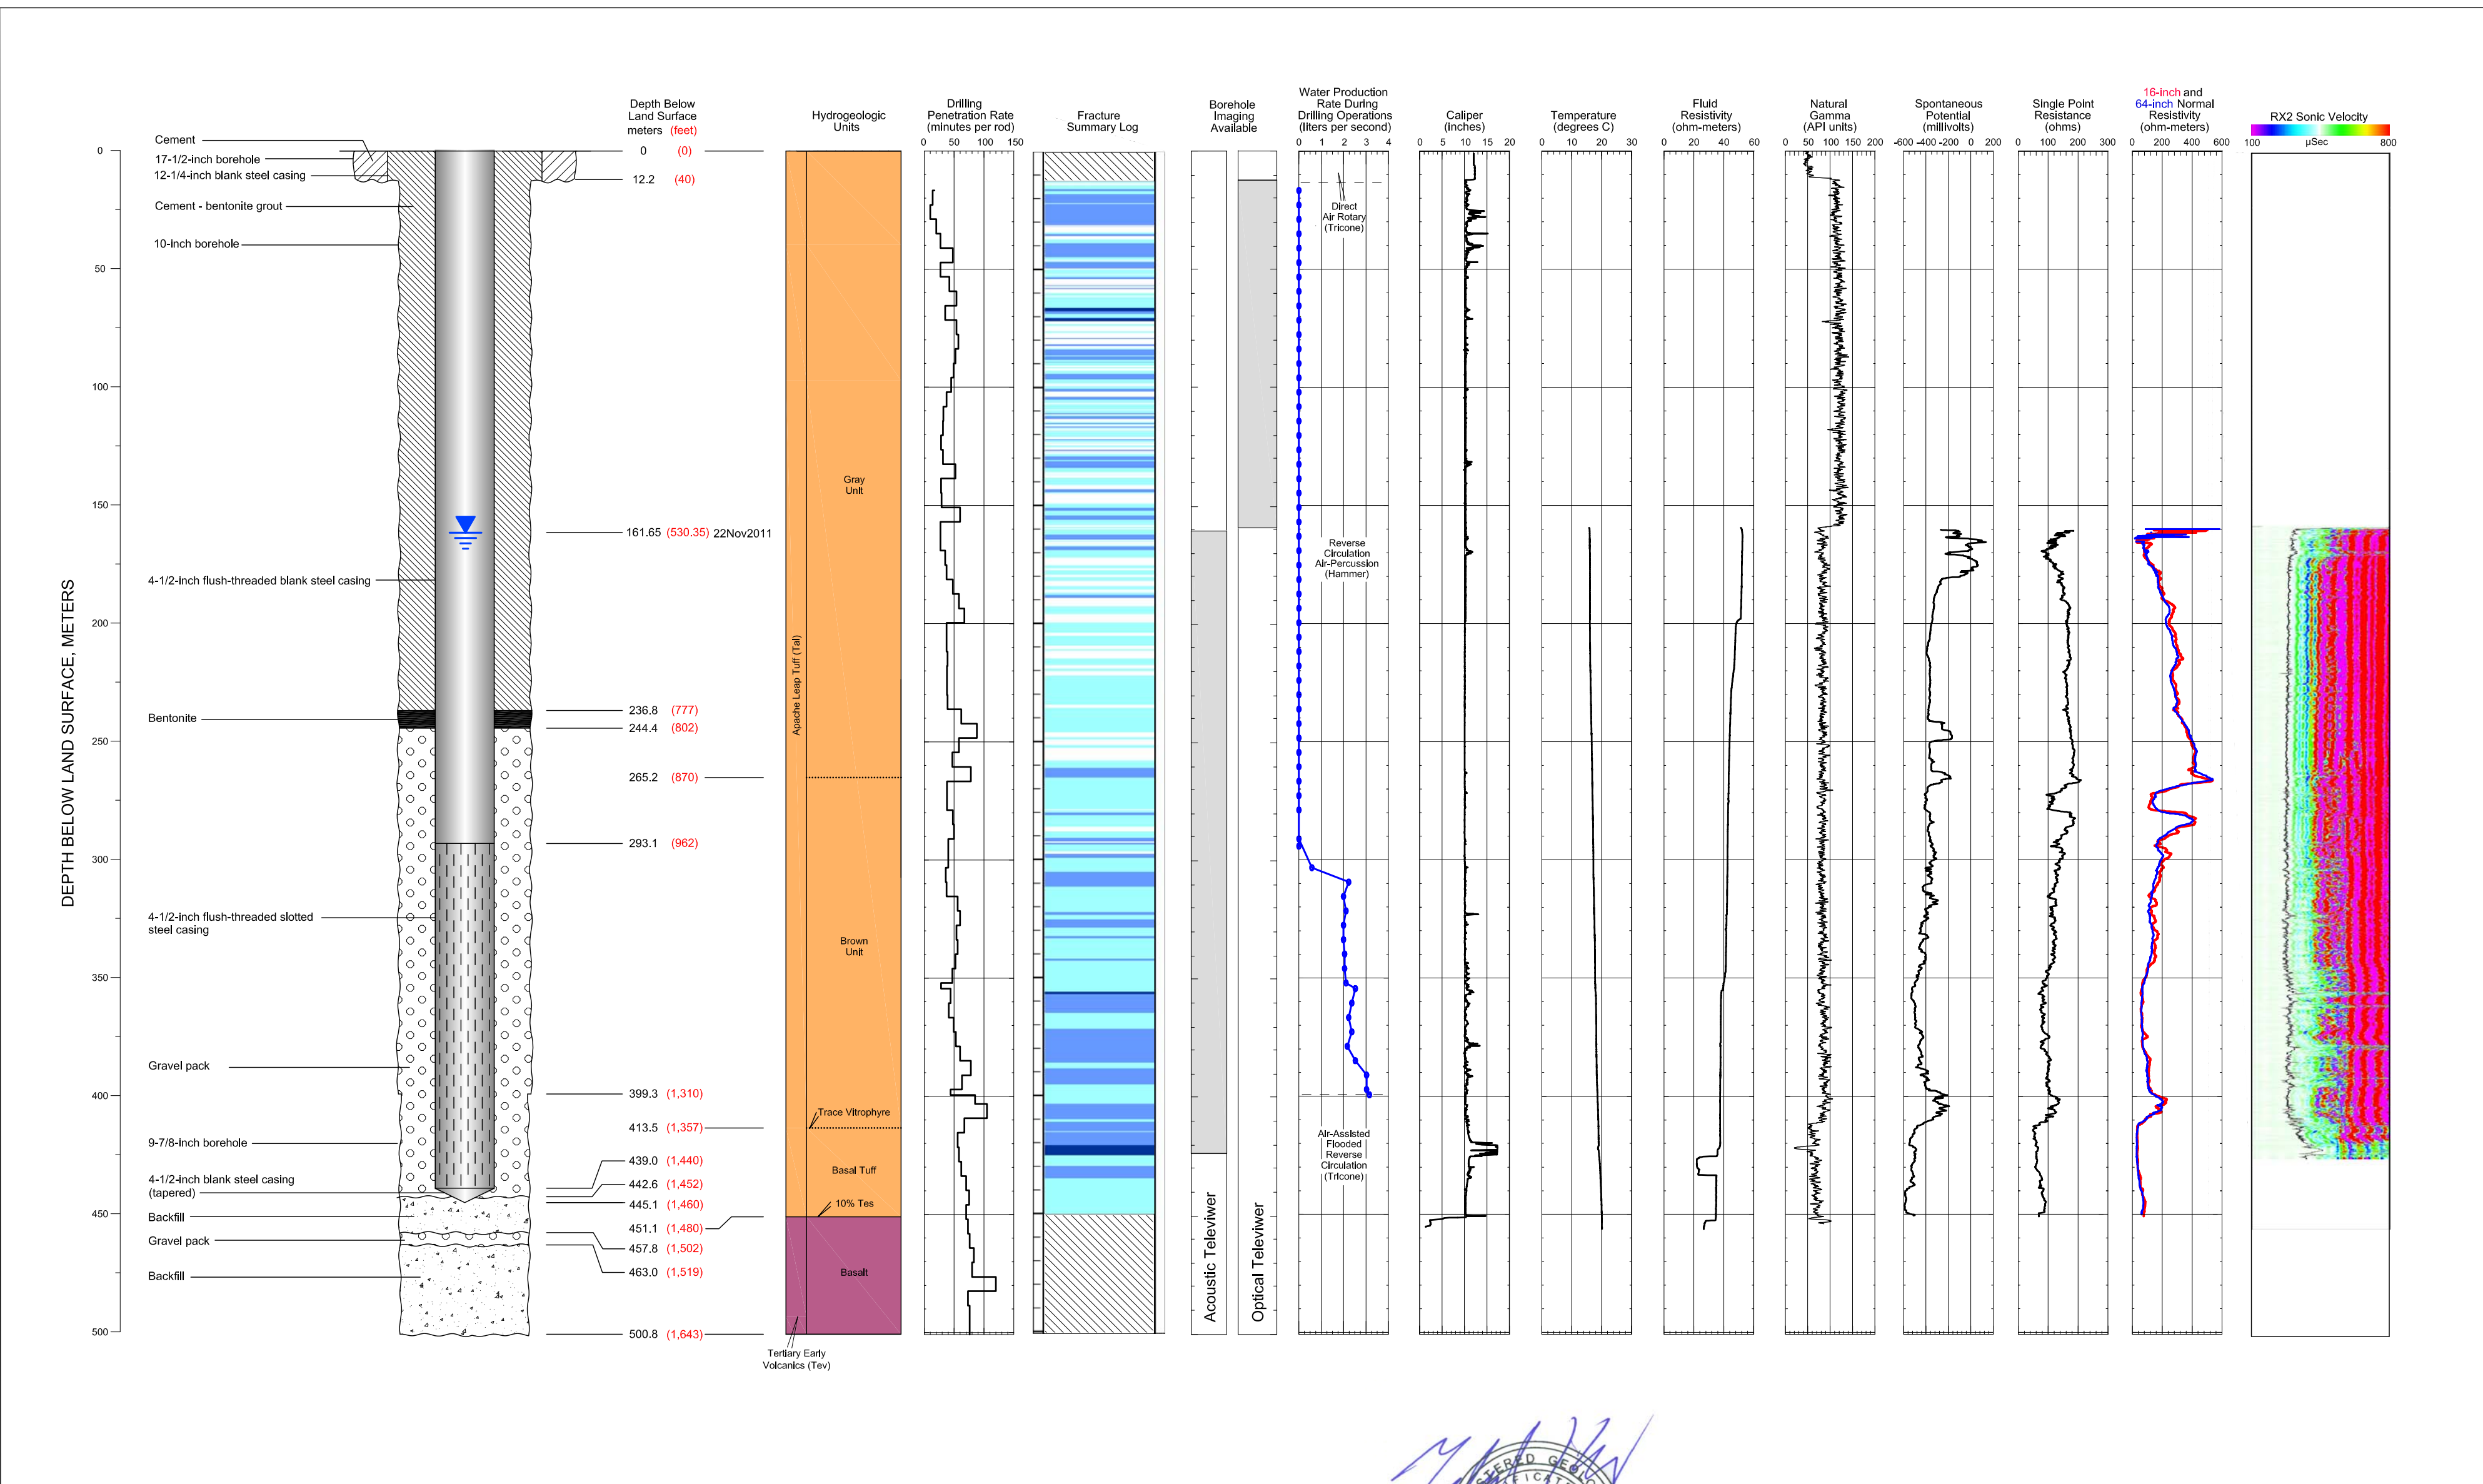 Depth Below
Land Surface
meters (feet)
Hydrogeologic
Units
Drilling
Penetration Rate
(minutes per rod)
0 50 100 150
Fracture
Summary Log
Borehole
Imaging
Available
Water Production
Rate During
Drilling Operations
(liters per second)
0 1 2 3 4
Caliper
(inches)
0 5 10 15 20
Temperature
(degrees C)
0 10 20 30
Fluid
Resistivity
(ohm-meters)
0 20 40 60
Natural
Gamma
(API units)
0 50 100 150 200
Spontaneous
Potential
(millivolts)
-600 -400 -200 0 200
Single Point
Resistance
(ohms)
0 100 200 300
16-inch and
64-inch Normal
Resistivity
(ohm-meters)
0 200 400 600
RX2 Sonic Velocity
100 µSec 800
DEPTH BELOW LAND SURFACE, METERS
0
50
100
150
200
250
300
350
400
450
500
Cement
17-1/2-inch borehole
12-1/4-inch blank steel casing
Cement - bentonite grout
10-inch borehole
4-1/2-inch flush-threaded blank steel casing
Bentonite
4-1/2-inch flush-threaded slotted
steel casing
Gravel pack
9-7/8-inch borehole
4-1/2-inch blank steel casing
(tapered)
Backfill
Gravel pack
Backfill
0 (0)
12.2 (40)
161.65 (530.35) 22Nov2011
236.8 (777)
244.4 (802)
265.2 (870)
293.1 (962)
399.3 (1,310)
413.5 (1,357)
439.0 (1,440)
442.6 (1,452)
445.1 (1,460)
451.1 (1,480)
457.8 (1,502)
463.0 (1,519)
500.8 (1,643)
Apache Leap Tuff (Tal)
Gray
Unit
Brown
Unit
Trace Vitrophyre
Basal Tuff
10% Tes
Basalt
Tertiary Early
Volcanics (Tev)
Acoustic Televiwer
Optical Televiwer
Direct
Air Rotary
(Tricone)
Reverse
Circulation
Air-Percussion
(Hammer)
Air-Assisted
Flooded
Reverse
Circulation
(Tricone)